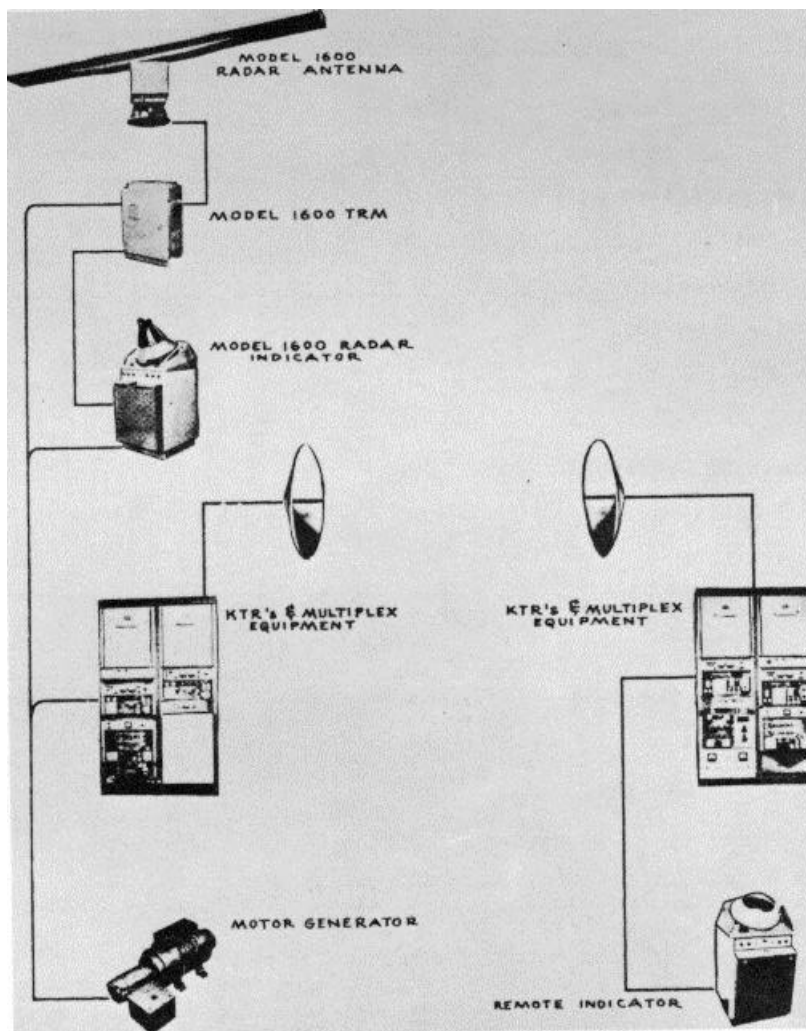 MODEL 1600
RADAR ANTENNA
MODEL 1600 TRM
MODEL 1600 RADAR
INDICATOR
KTR's & MULTIPLEX
EQUIPMENT
KTR's & MULTIPLEX
EQUIPMENT
MOTOR GENERATOR
REMOTE INDICATOR